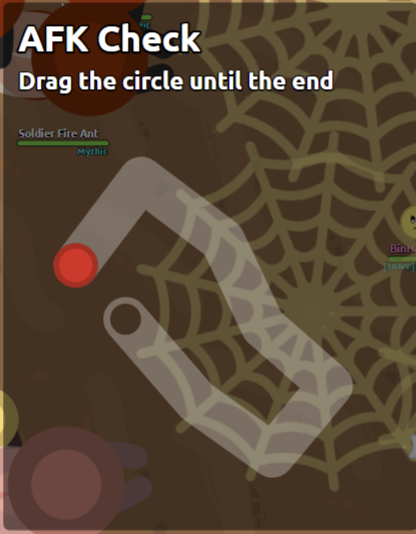 AFK Check
Drag the circle until the end
Soldier Fire Ant
Mythic